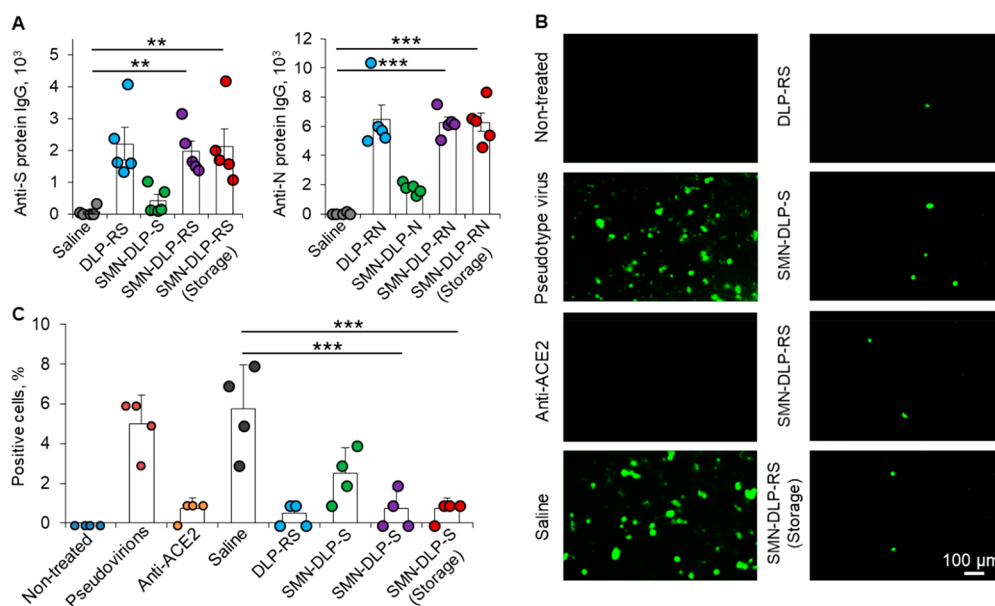 A
Anti-S protein IgG, 10³
5
4
3
2
1
0
**
**
Saline
DLP-RS
SMN-DLP-S
SMN-DLP-RS
SMN-DLP-RS
(Storage)
Anti-N protein IgG, 10³
12
10
8
6
4
2
0
***
***
Saline
DLP-RN
SMN-DLP-N
SMN-DLP-RN
SMN-DLP-RN
(Storage)
B
Non-treated
DLP-RS
Pseudotype virus
SMN-DLP-S
Anti-ACE2
SMN-DLP-RS
Saline
SMN-DLP-RS
(Storage)
100 μm
C
Positive cells, %
10
8
6
4
2
0
***
***
Non-treated
Pseudovirions
Anti-ACE2
Saline
DLP-RS
SMN-DLP-S
SMN-DLP-S
SMN-DLP-S
(Storage)